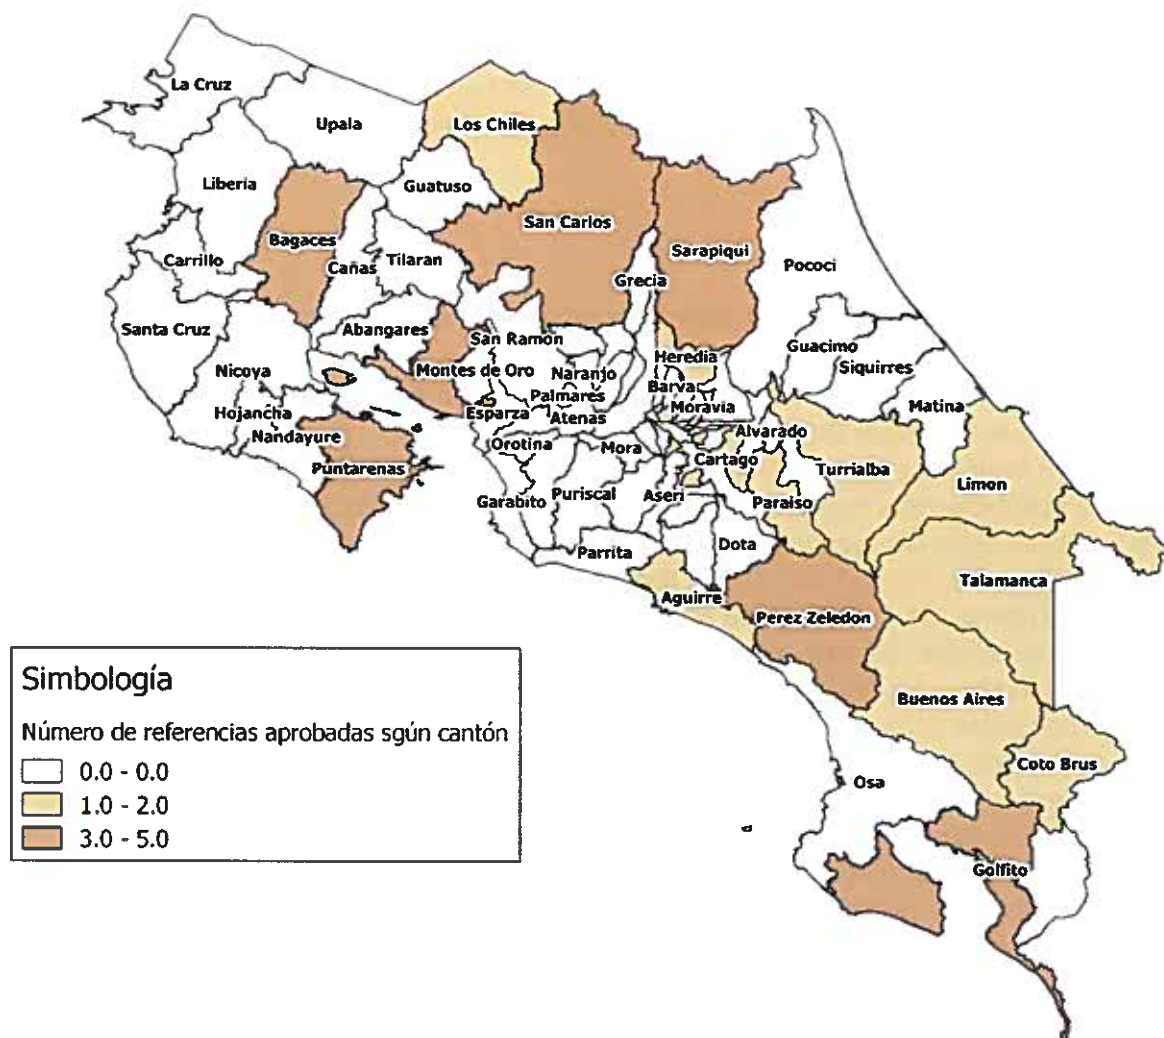 La Cruz
Upala
Los Chiles
Liberia
Guatuso
San Carlos
Bagaces
Sarapiqui
Carrillo
Cañas
Tilaran
Pococi
Grecia
Santa Cruz
Abangares
San Ramón
Guacimo
Heredia
Siquirres
Nicoya
Montes de Oro
Naranjo
Barva
Palmares
Moravia
Matina
Hojancha
Esparza
Atenas
Nandayure
Orotina
Mora
Alvarado
Cartago
Turrialba
Puntarenas
Limon
Garabito
Puriscal
Aseri
Paraiso
Parrita
Dota
Talamanca
Aguirre
Perez Zeledon
Buenos Aires
Coto Brus
Osa
Golfito
Simbología
Número de referencias aprobadas sgún cantón
0.0 - 0.0
1.0 - 2.0
3.0 - 5.0